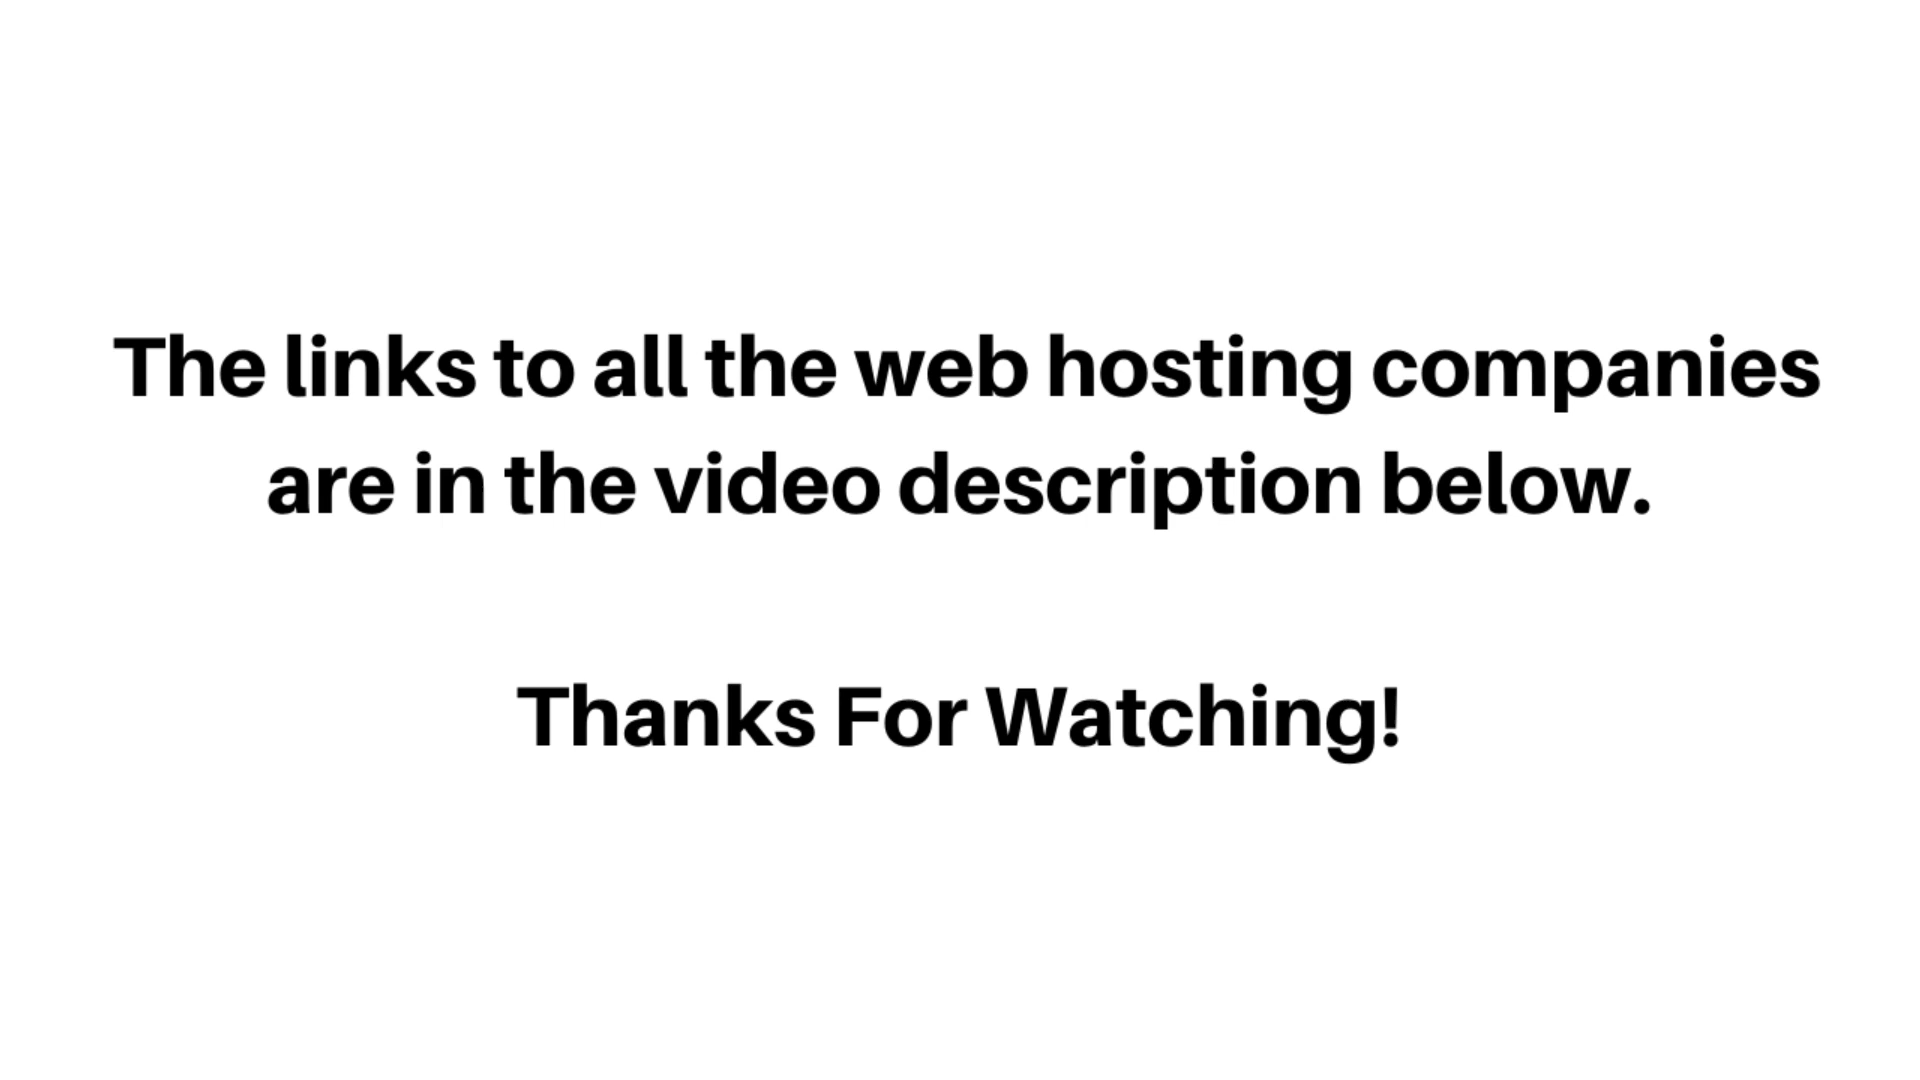 The links to all the web hosting companies
are in the video description below.
Thanks For Watching!